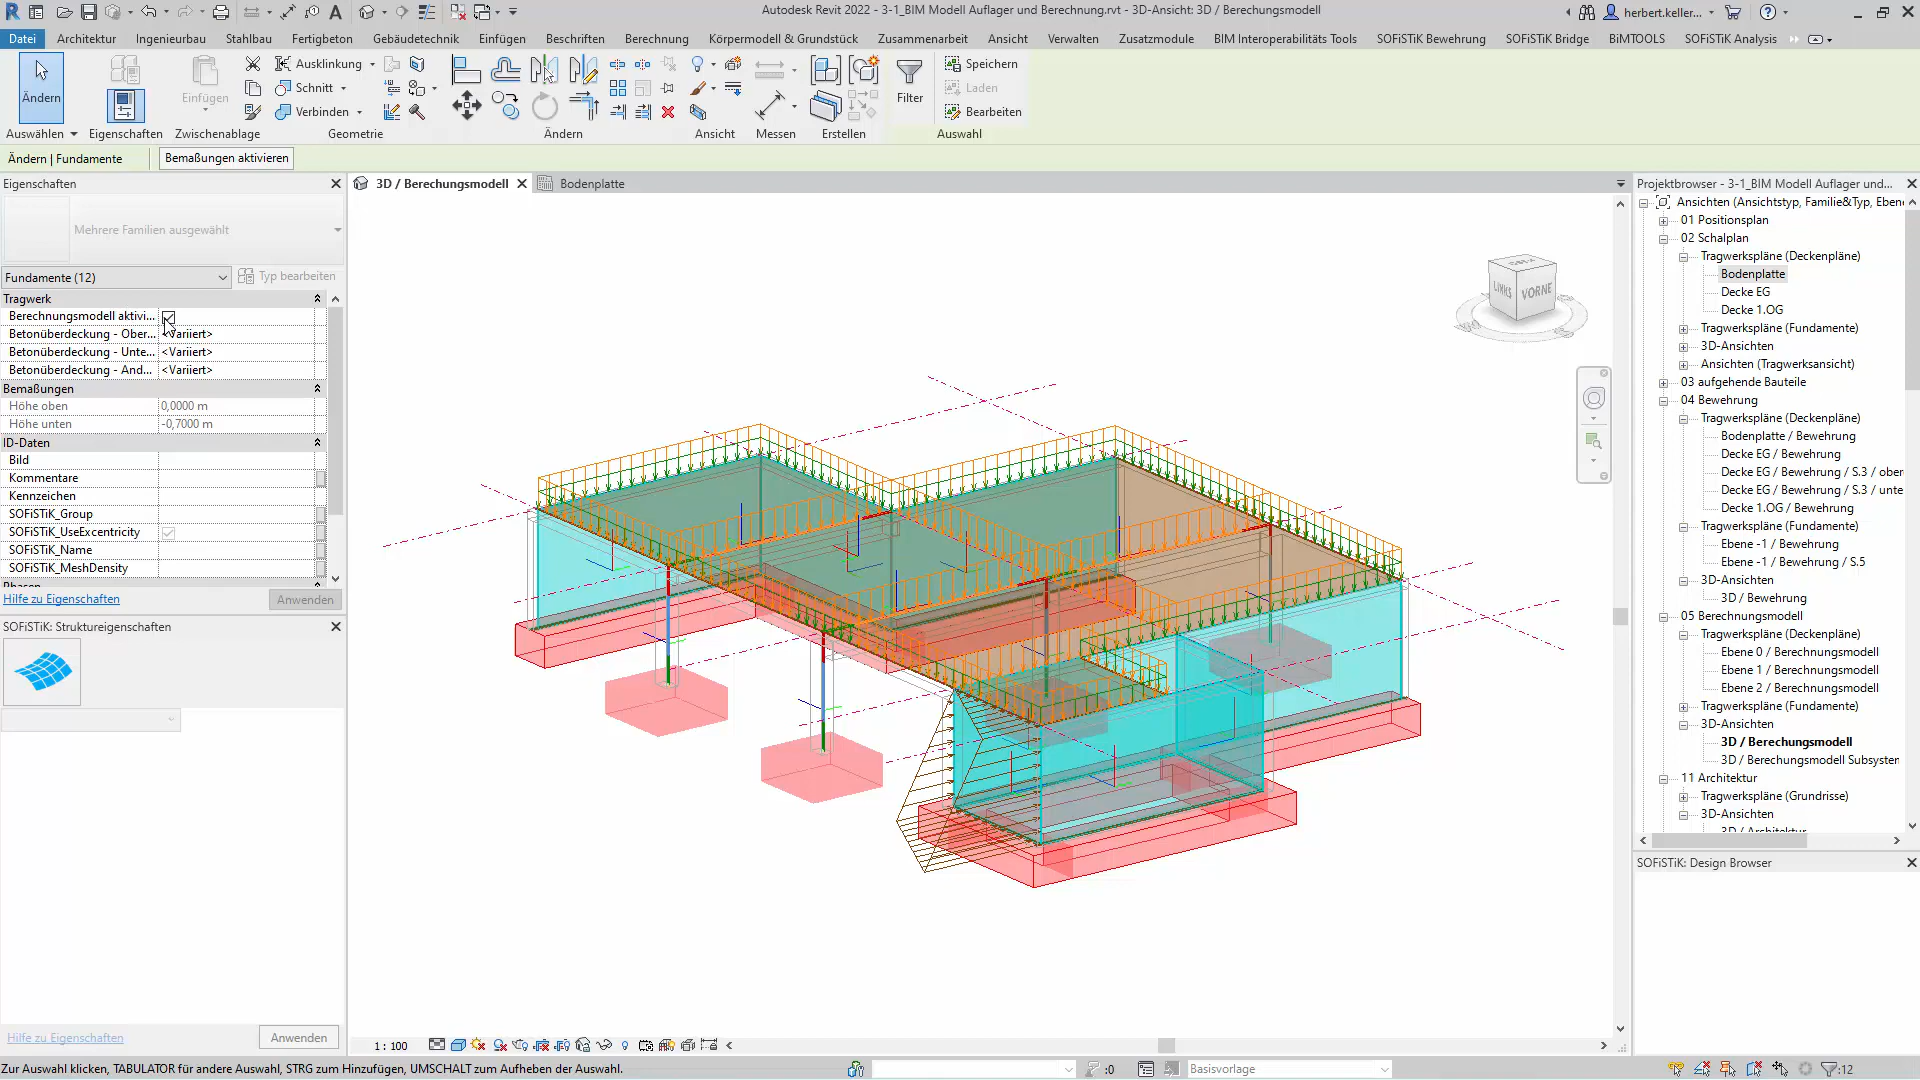 Autodesk Revit 2022 - 3-1_BIM Modell Auflager und Berechnung.rvt - 3D-Ansicht: 3D / Berechungsmodell
herbert.keller...
Datei Architektur Ingenieurbau Stahlbau Fertigbeton Gebäudetechnik Einfügen Beschriften Berechnung Körpermodell & Grundstück Zusammenarbeit Ansicht Verwalten Zusatzmodule BIM Interoperabilitäts Tools SOFiSTiK Bewehrung SOFiSTiK Bridge BiMTOOLS SOFiSTiK Analysis
Ändern
Einfügen
Ausklinkung
Schnitt
Verbinden
Filter
Speichern
Laden
Bearbeiten
Auswählen Eigenschaften Zwischenablage Geometrie Ändern Ansicht Messen Erstellen Auswahl
Ändern | Fundamente Bemaßungen aktivieren
Eigenschaften
Mehrere Familien ausgewählt
Fundamente (12) Typ bearbeiten
Tragwerk
Berechnungsmodell aktivi...
Betonüberdeckung - Ober... <Variiert>
Betonüberdeckung - Unte... <Variiert>
Betonüberdeckung - And... <Variiert>
Bemaßungen
Höhe oben 0,0000 m
Höhe unten -0,7000 m
ID-Daten
Bild
Kommentare
Kennzeichen
SOFiSTiK_Group
SOFiSTiK_UseExcentricity
SOFiSTiK_Name
SOFiSTiK_MeshDensity
Phasen
Hilfe zu Eigenschaften Anwenden
SOFiSTiK: Struktureigenschaften
Hilfe zu Eigenschaften Anwenden
3D / Berechungsmodell Bodenplatte
OBEN
LINKS VORNE
1 : 100
Projektbrowser - 3-1_BIM Modell Auflager und...
Ansichten (Ansichtstyp, Familie&Typ, Ebene
01 Positionsplan
02 Schalplan
Tragwerkspläne (Deckenpläne)
Bodenplatte
Decke EG
Decke 1.OG
Tragwerkspläne (Fundamente)
3D-Ansichten
Ansichten (Tragwerksansicht)
03 aufgehende Bauteile
04 Bewehrung
Tragwerkspläne (Deckenpläne)
Bodenplatte / Bewehrung
Decke EG / Bewehrung
Decke EG / Bewehrung / S.3 / ober
Decke EG / Bewehrung / S.3 / unte
Decke 1.OG / Bewehrung
Tragwerkspläne (Fundamente)
Ebene -1 / Bewehrung
Ebene -1 / Bewehrung / S.5
3D-Ansichten
3D / Bewehrung
05 Berechnungsmodell
Tragwerkspläne (Deckenpläne)
Ebene 0 / Berechnungsmodell
Ebene 1 / Berechnungsmodell
Ebene 2 / Berechnungsmodell
Tragwerkspläne (Fundamente)
3D-Ansichten
3D / Berechungsmodell
3D / Berechungsmodell Subsysten
11 Architektur
Tragwerkspläne (Grundrisse)
3D-Ansichten
3D / Architektur
SOFiSTiK: Design Browser
Zur Auswahl klicken, TABULATOR für andere Auswahl, STRG zum Hinzufügen, UMSCHALT zum Aufheben der Auswahl.
:0
Basisvorlage
:12